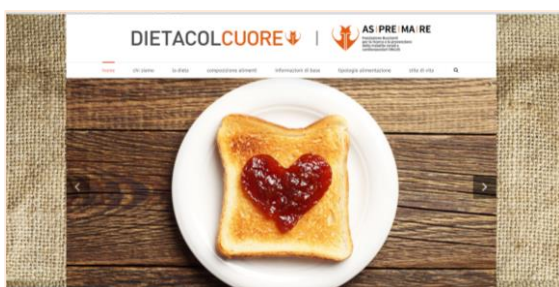 DIETACOLCUORE | AS|PRE|MA|RE
home chi siamo la dieta composizione alimenti informazioni di base tipologie alimentazione stile di vita